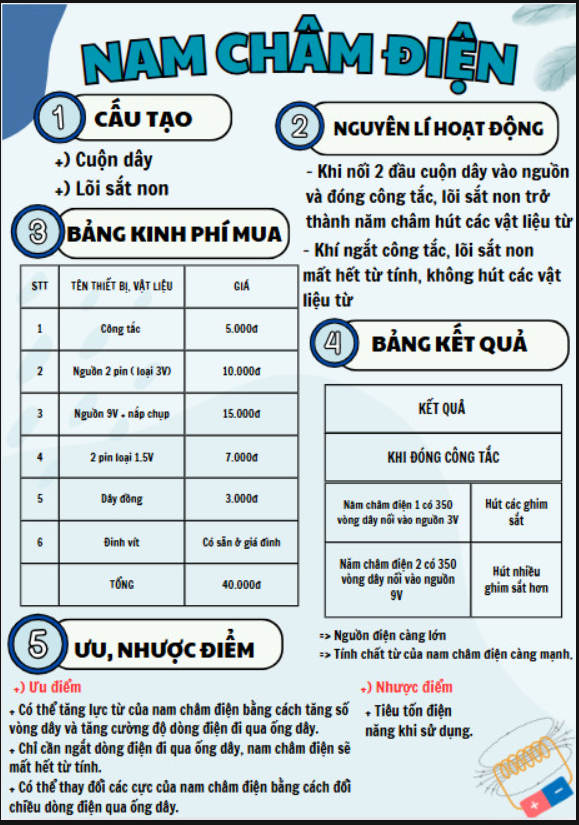 NAM CHÂM ĐIỆN
1 CẤU TẠO
+) Cuộn dây
+) Lõi sắt non
2 NGUYÊN LÍ HOẠT ĐỘNG
- Khi nối 2 đầu cuộn dây vào nguồn
và đóng công tắc, lõi sắt non trở
thành năm châm hút các vật liệu từ
- Khí ngắt công tắc, lõi sắt non
mất hết từ tính, không hút các vật
liệu từ
3 BẢNG KINH PHÍ MUA
STT TÊN THIẾT BỊ, VẬT LIỆU GIÁ
1 Công tắc 5.000đ
2 Nguồn 2 pin ( loại 3V) 10.000đ
3 Nguồn 9V + nắp chụp 15.000đ
4 2 pin loại 1.5V 7.000đ
5 Dây đồng 3.000đ
6 Đinh vít Có sẵn ở giá đình
TỔNG 40.000đ
4 BẢNG KẾT QUẢ
KẾT QUẢ
KHI ĐÓNG CÔNG TẮC
Năm châm điện 1 có 350
vòng dây nối vào nguồn 3V
Hút các ghim
sắt
Năm châm điện 2 có 350
vòng dây nối vào nguồn
9V
Hút nhiều
ghim sắt hơn
=> Nguồn điện càng lớn
=> Tính chất từ của nam châm điện càng mạnh.
5 ƯU, NHƯỢC ĐIỂM
+) Ưu điểm
+ Có thể tăng lực từ của nam châm điện bằng cách tăng số
vòng dây và tăng cường độ dòng điện đi qua ống dây.
+ Chỉ cần ngắt dòng điện đi qua ống dây, nam châm điện sẽ
mất hết từ tính.
+ Có thể thay đổi các cực của nam châm điện bằng cách đổi
chiều dòng điện qua ống dây.
+) Nhược điểm
+ Tiêu tốn điện
năng khi sử dụng.
+ -